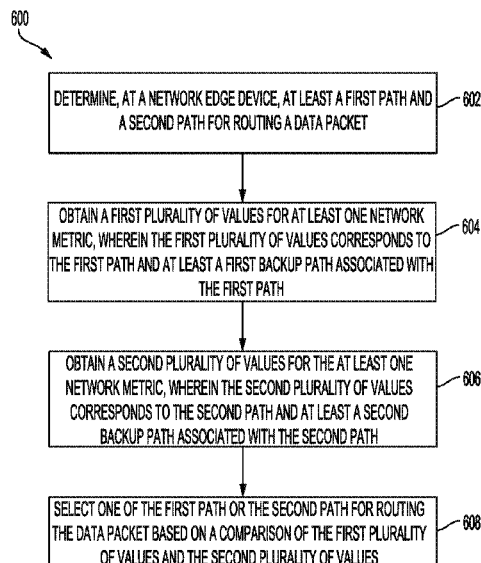 600
DETERMINE, AT A NETWORK EDGE DEVICE, AT LEAST A FIRST PATH AND
A SECOND PATH FOR ROUTING A DATA PACKET
602
OBTAIN A FIRST PLURALITY OF VALUES FOR AT LEAST ONE NETWORK
METRIC, WHEREIN THE FIRST PLURALITY OF VALUES CORRESPONDS TO
THE FIRST PATH AND AT LEAST A FIRST BACKUP PATH ASSOCIATED WITH
THE FIRST PATH
604
OBTAIN A SECOND PLURALITY OF VALUES FOR THE AT LEAST ONE
NETWORK METRIC, WHEREIN THE SECOND PLURALITY OF VALUES
CORRESPONDS TO THE SECOND PATH AND AT LEAST A SECOND
BACKUP PATH ASSOCIATED WITH THE SECOND PATH
606
SELECT ONE OF THE FIRST PATH OR THE SECOND PATH FOR ROUTING
THE DATA PACKET BASED ON A COMPARISON OF THE FIRST PLURALITY
OF VALUES AND THE SECOND PLURALITY OF VALUES
608